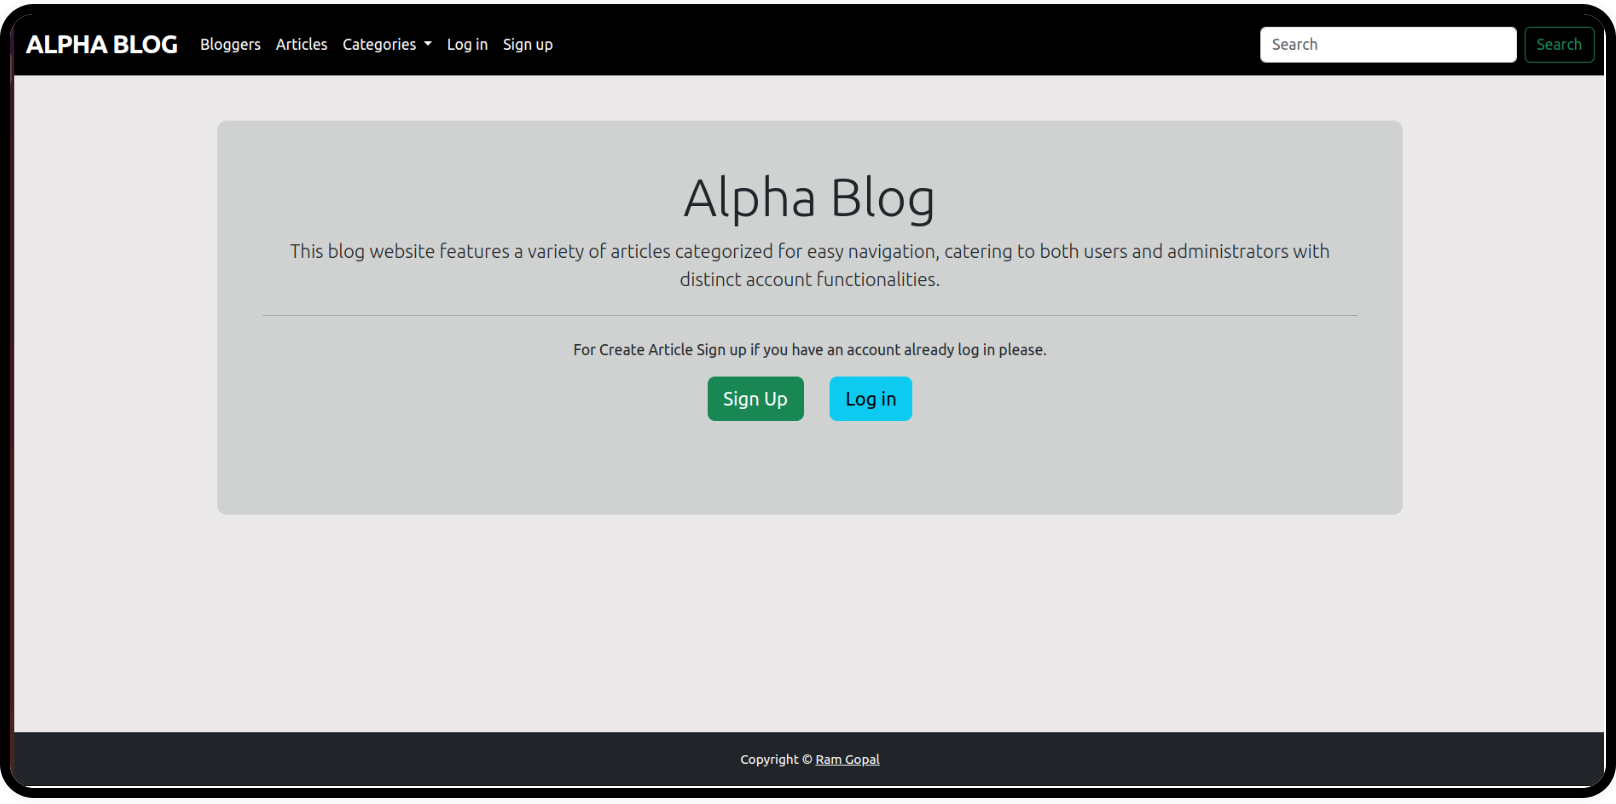 ALPHA BLOG Bloggers Articles Categories Log in Sign up Search Search
Alpha Blog
This blog website features a variety of articles categorized for easy navigation, catering to both users and administrators with
distinct account functionalities.
For Create Article Sign up if you have an account already log in please.
Sign Up Log in
Copyright © Ram Gopal